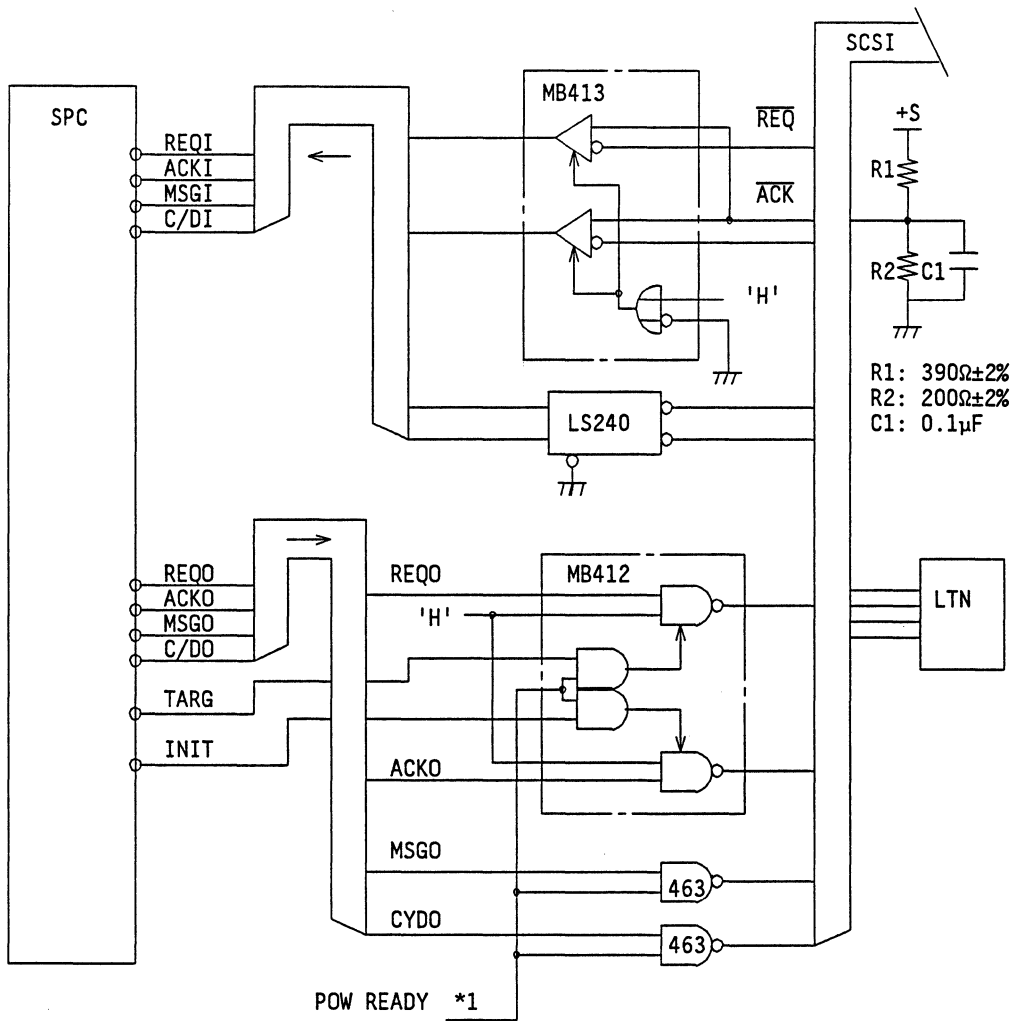 SCSI
MB413
SPC
REQ
+S
REQI
ACKI
MSGI
C/DI
R1
ACK
R2
C1
'H'
R1: 390Ω±2%
R2: 200Ω±2%
C1: 0.1μF
LS240
REQO
ACKO
MSGO
C/DO
TARG
INIT
REQO
'H'
MB412
LTN
ACKO
MSGO
463
CYDO
463
POW READY *1